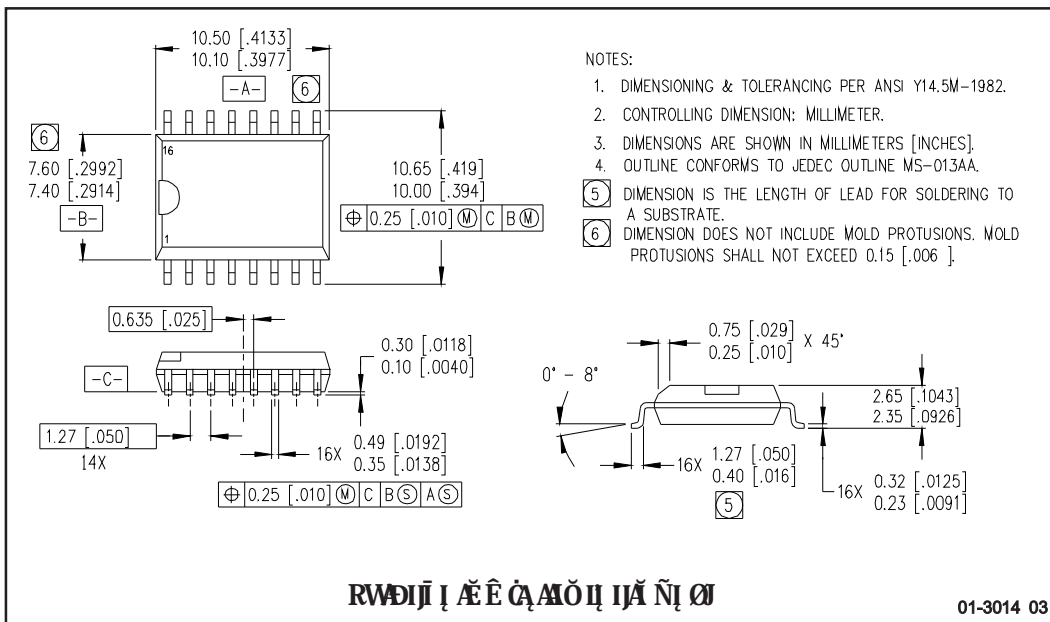 10.50 [.4133]
10.10 [.3977]
-A-
6
6
7.60 [.2992]
7.40 [.2914]
-B-
16
1
10.65 [.419]
10.00 [.394]
⌖ 0.25 [.010] Ⓜ C B Ⓜ
NOTES:
1. DIMENSIONING & TOLERANCING PER ANSI Y14.5M-1982.
2. CONTROLLING DIMENSION: MILLIMETER.
3. DIMENSIONS ARE SHOWN IN MILLIMETERS [INCHES].
4. OUTLINE CONFORMS TO JEDEC OUTLINE MS-013AA.
5 DIMENSION IS THE LENGTH OF LEAD FOR SOLDERING TO
A SUBSTRATE.
6 DIMENSION DOES NOT INCLUDE MOLD PROTUSIONS. MOLD
PROTUSIONS SHALL NOT EXCEED 0.15 [.006 ].
0.635 [.025]
0.30 [.0118]
0.10 [.0040]
-C-
1.27 [.050]
14X
16X 0.49 [.0192]
0.35 [.0138]
⌖ 0.25 [.010] Ⓜ C B Ⓢ A Ⓢ
0.75 [.029]
0.25 [.010] X 45°
0° - 8°
2.65 [.1043]
2.35 [.0926]
16X 1.27 [.050]
0.40 [.016]
5
16X 0.32 [.0125]
0.23 [.0091]
01-3014 03